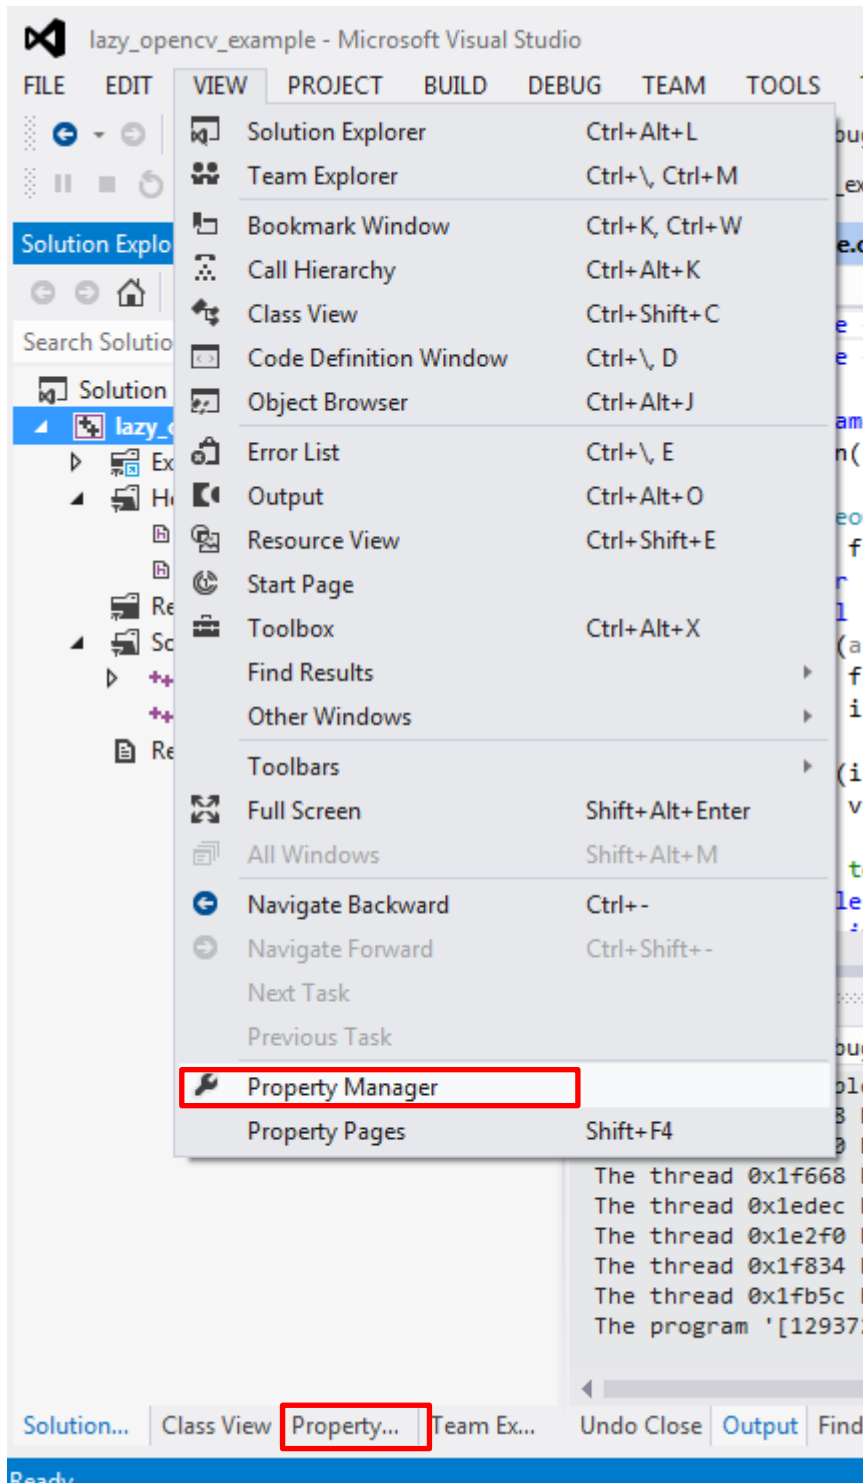 lazy_opencv_example - Microsoft Visual Studio
FILE EDIT VIEW PROJECT BUILD DEBUG TEAM TOOLS
Solution Explorer Ctrl+Alt+L
Team Explorer Ctrl+\, Ctrl+M
Solution Explo
Bookmark Window Ctrl+K, Ctrl+W
Call Hierarchy Ctrl+Alt+K
Class View Ctrl+Shift+C
Search Solutio
Code Definition Window Ctrl+\, D
Solution
Object Browser Ctrl+Alt+J
lazy_
Error List Ctrl+\, E
Ex
Output Ctrl+Alt+O
Resource View Ctrl+Shift+E
Start Page
Re
Toolbox Ctrl+Alt+X
Sc
Find Results
Other Windows
Re
Toolbars
Full Screen Shift+Alt+Enter
All Windows Shift+Alt+M
Navigate Backward Ctrl+-
Navigate Forward Ctrl+Shift+-
Next Task
Previous Task
Property Manager
Property Pages Shift+F4
The thread 0x1f668
The thread 0x1edec
The thread 0x1e2f0
The thread 0x1f834
The thread 0x1fb5c
The program '[12937
Solution... Class View Property... Team Ex... Undo Close Output Find
Ready